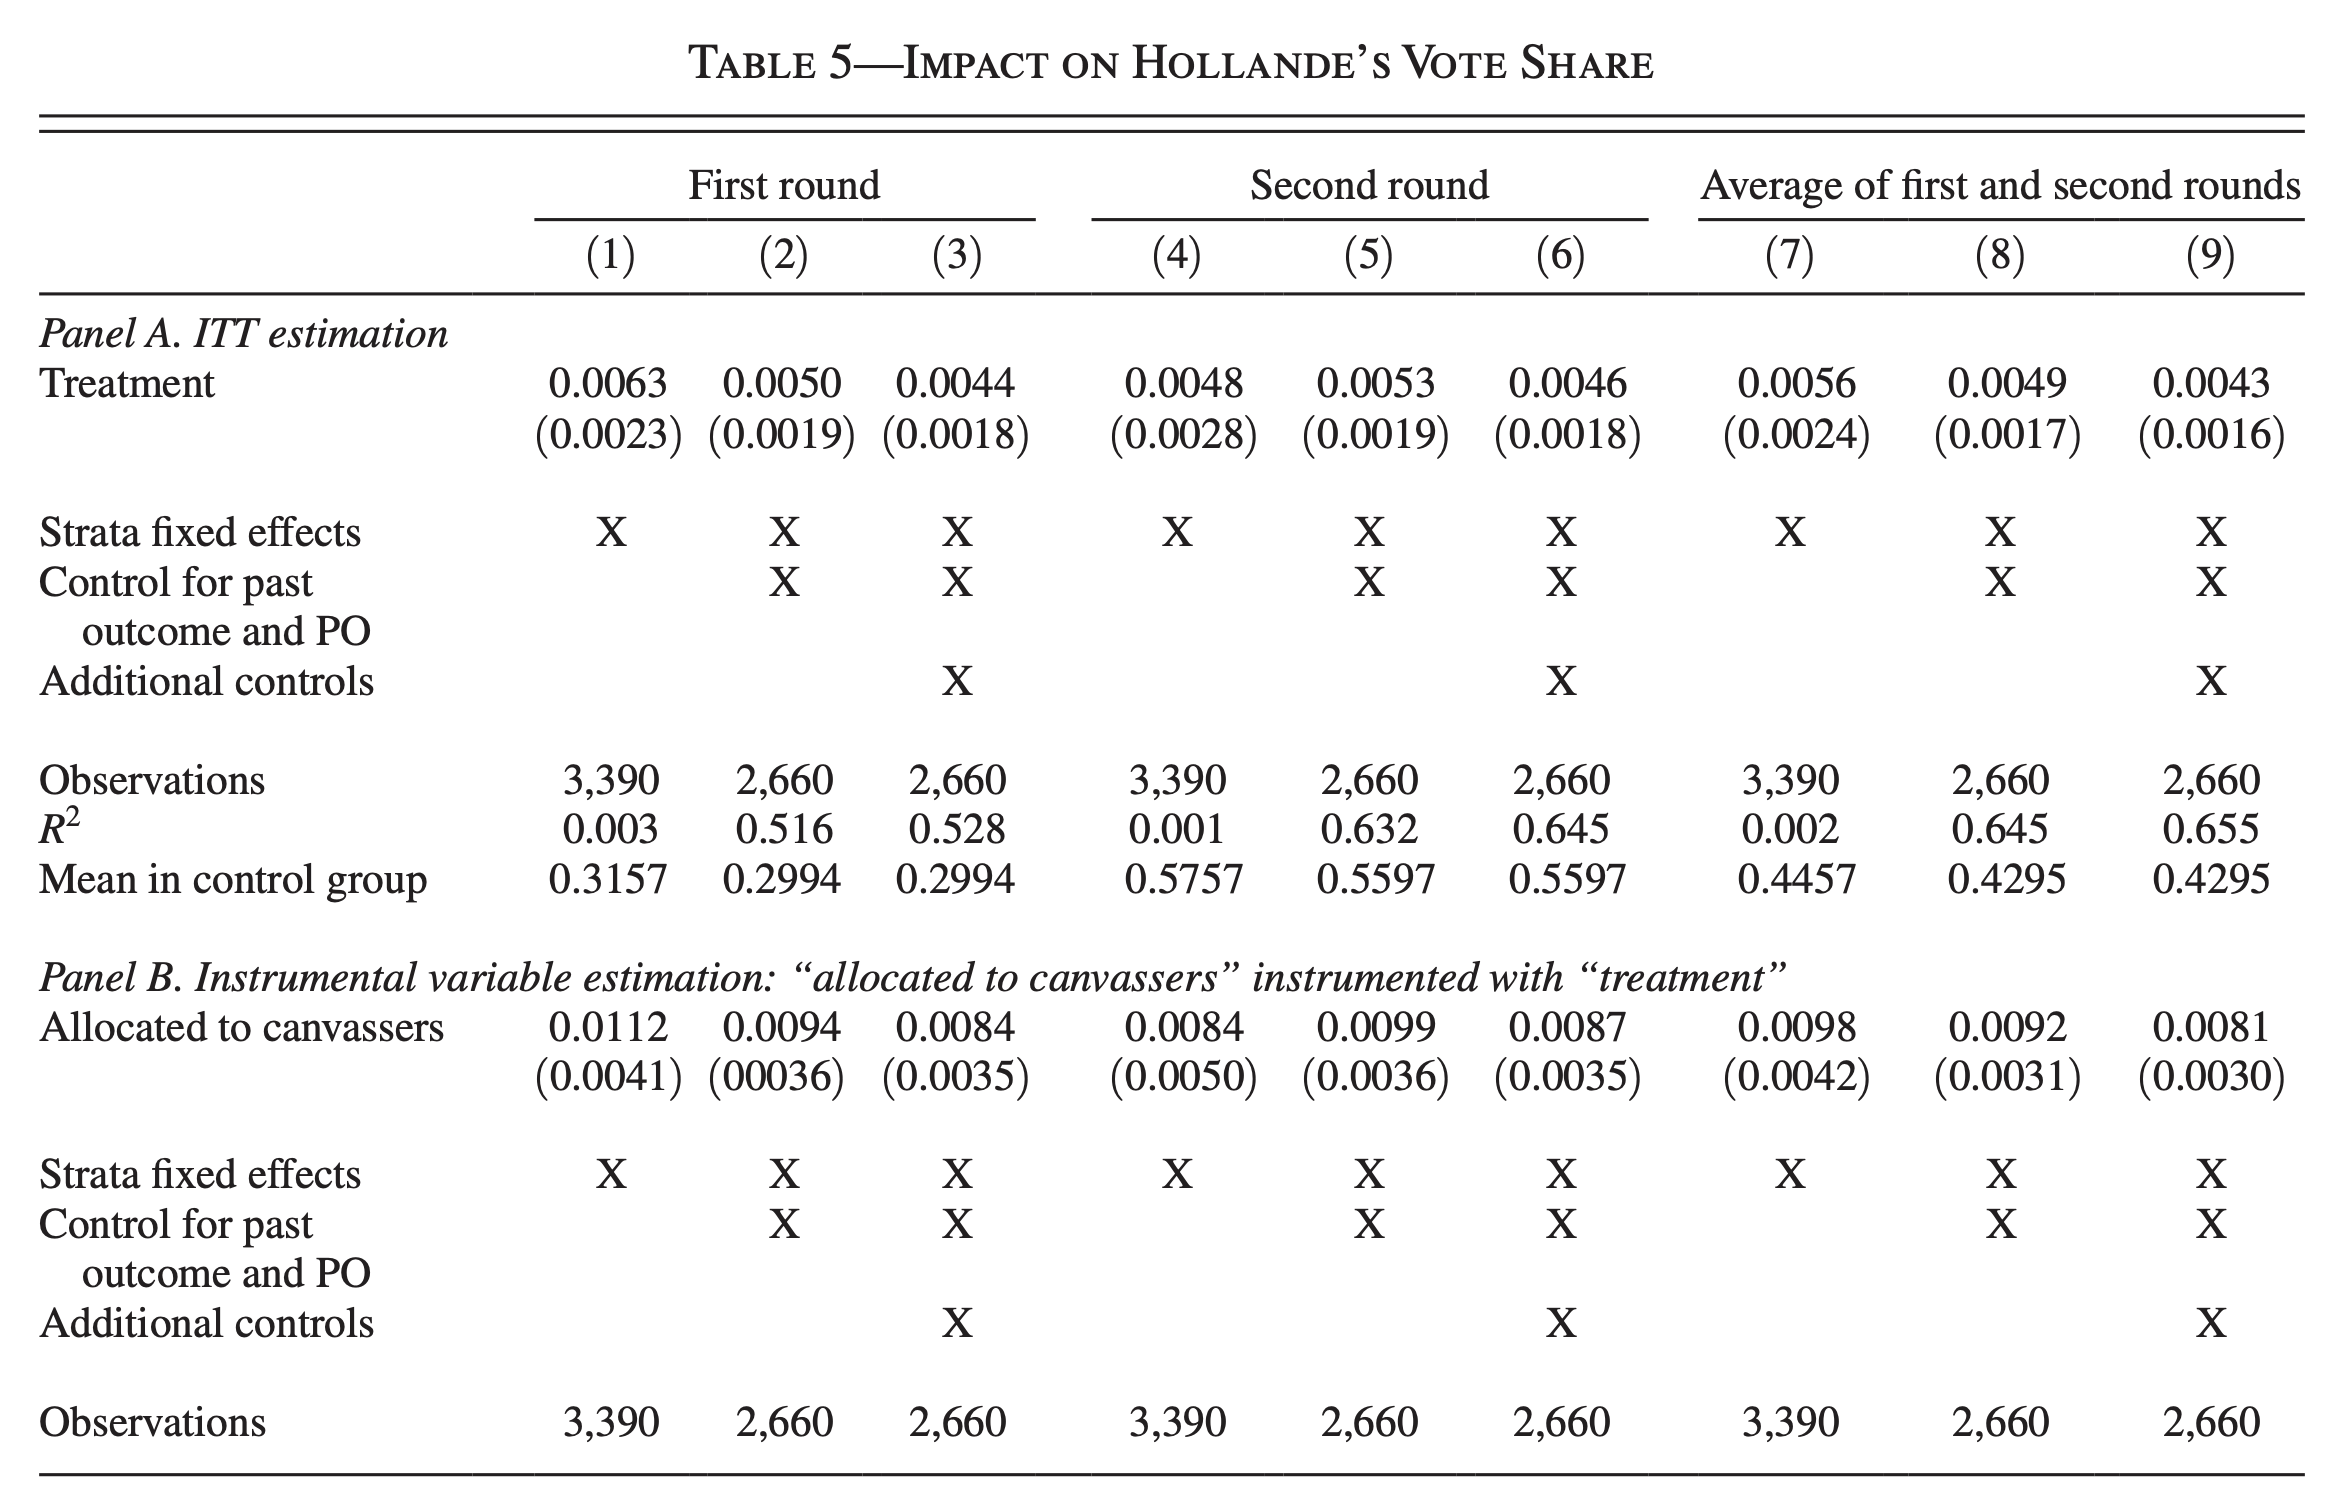 TABLE 5—IMPACT ON HOLLANDE’S VOTE SHARE
First round Second round Average of first and second rounds
(1) (2) (3) (4) (5) (6) (7) (8) (9)
Panel A. ITT estimation
Treatment 0.0063 0.0050 0.0044 0.0048 0.0053 0.0046 0.0056 0.0049 0.0043
(0.0023) (0.0019) (0.0018) (0.0028) (0.0019) (0.0018) (0.0024) (0.0017) (0.0016)
Strata fixed effects X X X X X X X X X
Control for past X X X X X X
outcome and PO
Additional controls X X X
Observations 3,390 2,660 2,660 3,390 2,660 2,660 3,390 2,660 2,660
R² 0.003 0.516 0.528 0.001 0.632 0.645 0.002 0.645 0.655
Mean in control group 0.3157 0.2994 0.2994 0.5757 0.5597 0.5597 0.4457 0.4295 0.4295
Panel B. Instrumental variable estimation: “allocated to canvassers” instrumented with “treatment”
Allocated to canvassers 0.0112 0.0094 0.0084 0.0084 0.0099 0.0087 0.0098 0.0092 0.0081
(0.0041) (00036) (0.0035) (0.0050) (0.0036) (0.0035) (0.0042) (0.0031) (0.0030)
Strata fixed effects X X X X X X X X X
Control for past X X X X X X
outcome and PO
Additional controls X X X
Observations 3,390 2,660 2,660 3,390 2,660 2,660 3,390 2,660 2,660